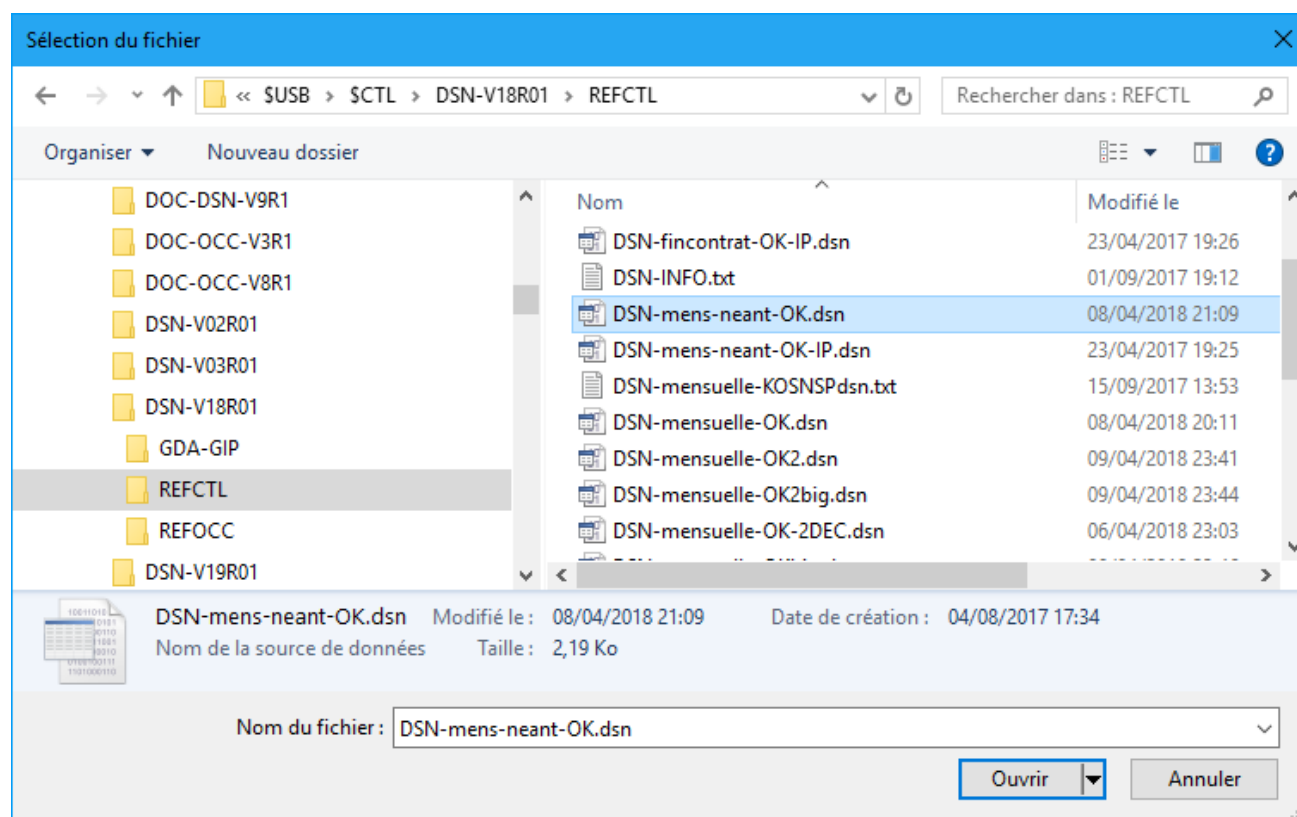 Sélection du fichier
« $USB > $CTL > DSN-V18R01 > REFCTL
Rechercher dans : REFCTL
Organiser
Nouveau dossier
DOC-DSN-V9R1
DOC-OCC-V3R1
DOC-OCC-V8R1
DSN-V02R01
DSN-V03R01
DSN-V18R01
GDA-GIP
REFCTL
REFOCC
DSN-V19R01
Nom Modifié le
DSN-fincontrat-OK-IP.dsn 23/04/2017 19:26
DSN-INFO.txt 01/09/2017 19:12
DSN-mens-neant-OK.dsn 08/04/2018 21:09
DSN-mens-neant-OK-IP.dsn 23/04/2017 19:25
DSN-mensuelle-KOSNSPdsn.txt 15/09/2017 13:53
DSN-mensuelle-OK.dsn 08/04/2018 20:11
DSN-mensuelle-OK2.dsn 09/04/2018 23:41
DSN-mensuelle-OK2big.dsn 09/04/2018 23:44
DSN-mensuelle-OK-2DEC.dsn 06/04/2018 23:03
DSN-mens-neant-OK.dsn Modifié le : 08/04/2018 21:09 Date de création : 04/08/2017 17:34
Nom de la source de données Taille : 2,19 Ko
Nom du fichier : DSN-mens-neant-OK.dsn
Ouvrir Annuler